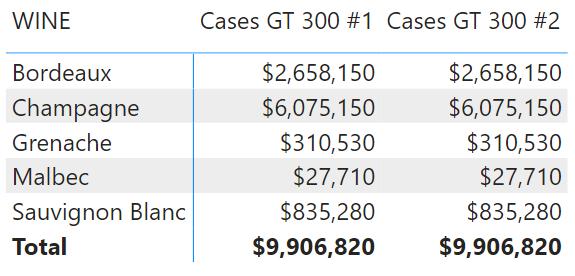 WINE Cases GT 300 #1 Cases GT 300 #2
Bordeaux $2,658,150 $2,658,150
Champagne $6,075,150 $6,075,150
Grenache $310,530 $310,530
Malbec $27,710 $27,710
Sauvignon Blanc $835,280 $835,280
Total $9,906,820 $9,906,820